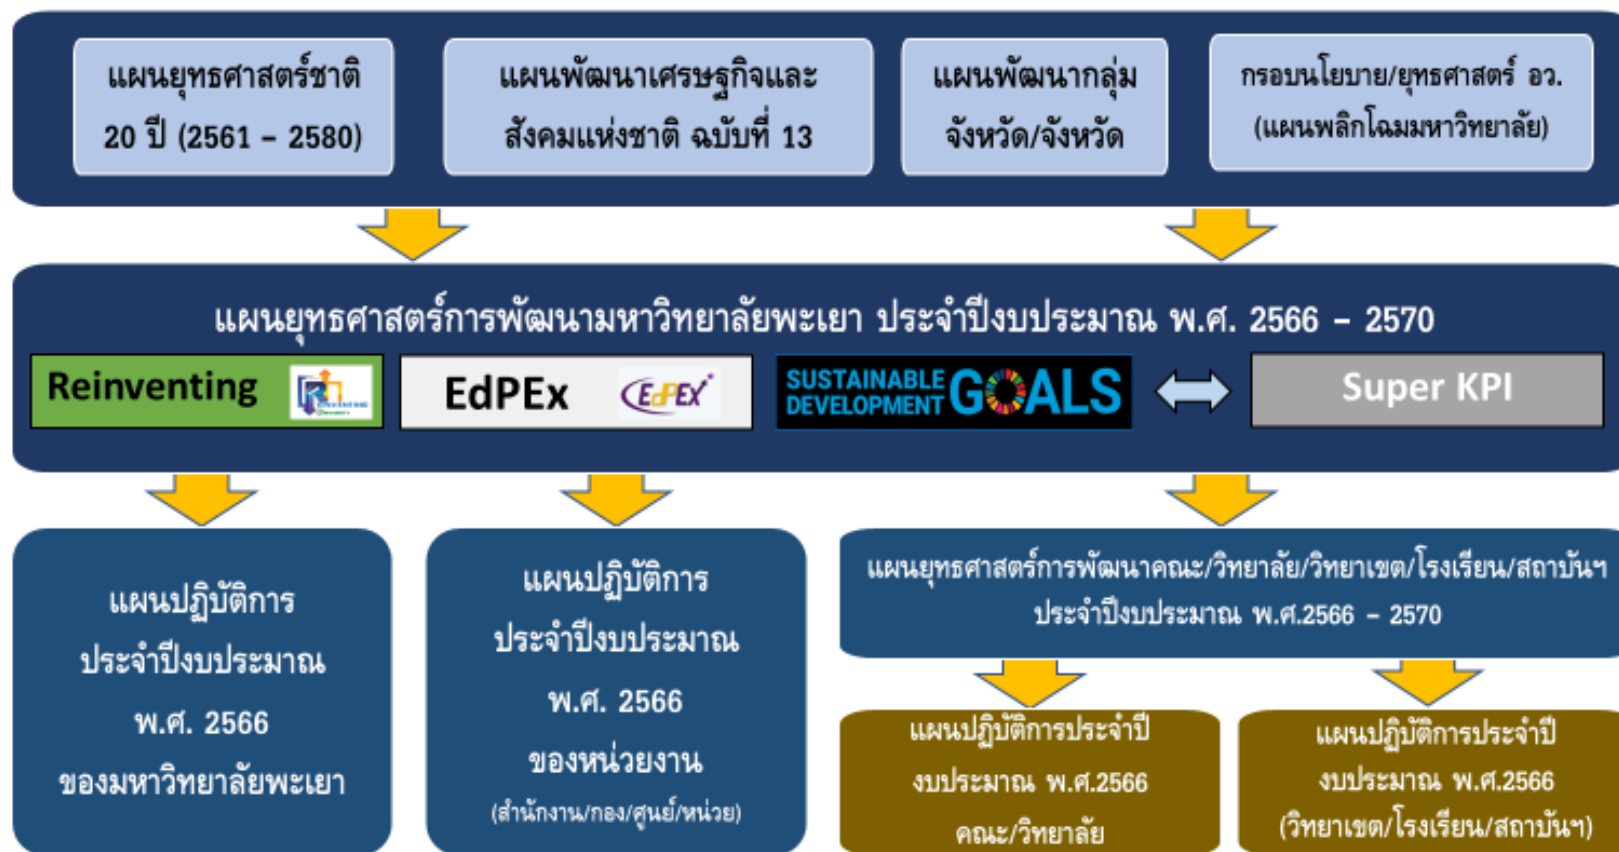 แผนยุทธศาสตร์ชาติ
20 ปี (2561 – 2580)
แผนพัฒนาเศรษฐกิจและ
สังคมแห่งชาติ ฉบับที่ 13
แผนพัฒนากลุ่ม
จังหวัด/จังหวัด
กรอบนโยบาย/ยุทธศาสตร์ อว.
(แผนพลิกโฉมมหาวิทยาลัย)
แผนยุทธศาสตร์การพัฒนามหาวิทยาลัยพะเยา ประจำปีงบประมาณ พ.ศ. 2566 – 2570
Reinventing
EdPEx
EdPEx
SUSTAINABLE
DEVELOPMENT GOALS
Super KPI
แผนปฏิบัติการ
ประจำปีงบประมาณ
พ.ศ. 2566
ของมหาวิทยาลัยพะเยา
แผนปฏิบัติการ
ประจำปีงบประมาณ
พ.ศ. 2566
ของหน่วยงาน
(สำนักงาน/กอง/ศูนย์/หน่วย)
แผนยุทธศาสตร์การพัฒนาคณะ/วิทยาลัย/วิทยาเขต/โรงเรียน/สถาบันฯ
ประจำปีงบประมาณ พ.ศ.2566 – 2570
แผนปฏิบัติการประจำปี
งบประมาณ พ.ศ.2566
คณะ/วิทยาลัย
แผนปฏิบัติการประจำปี
งบประมาณ พ.ศ.2566
(วิทยาเขต/โรงเรียน/สถาบันฯ)